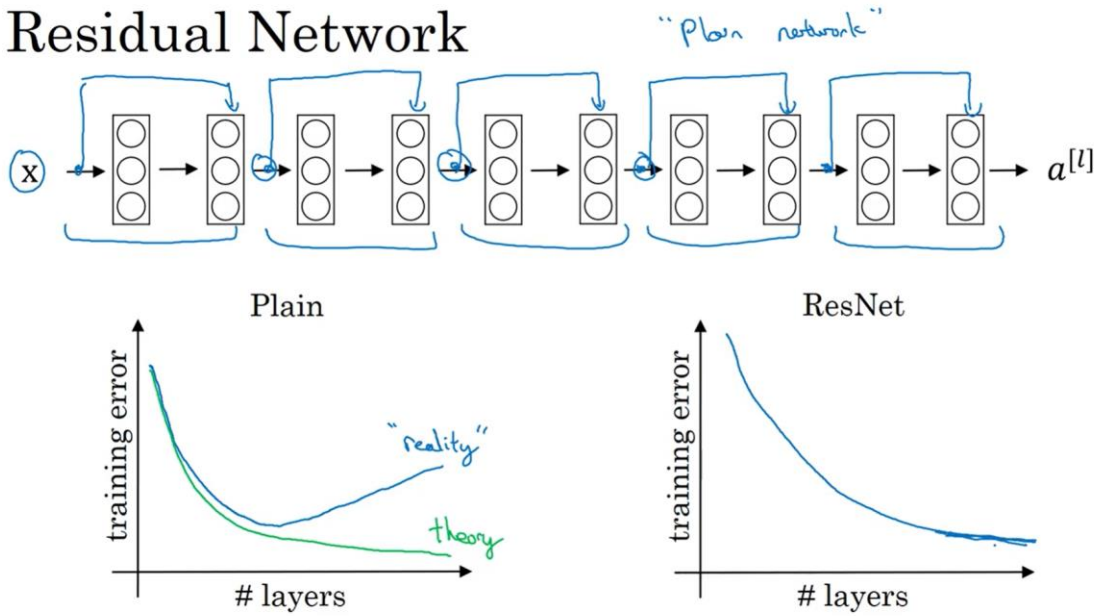 Residual Network
"Plain network"
x
a[l]
Plain
ResNet
training error
"reality"
theory
# layers
training error
# layers